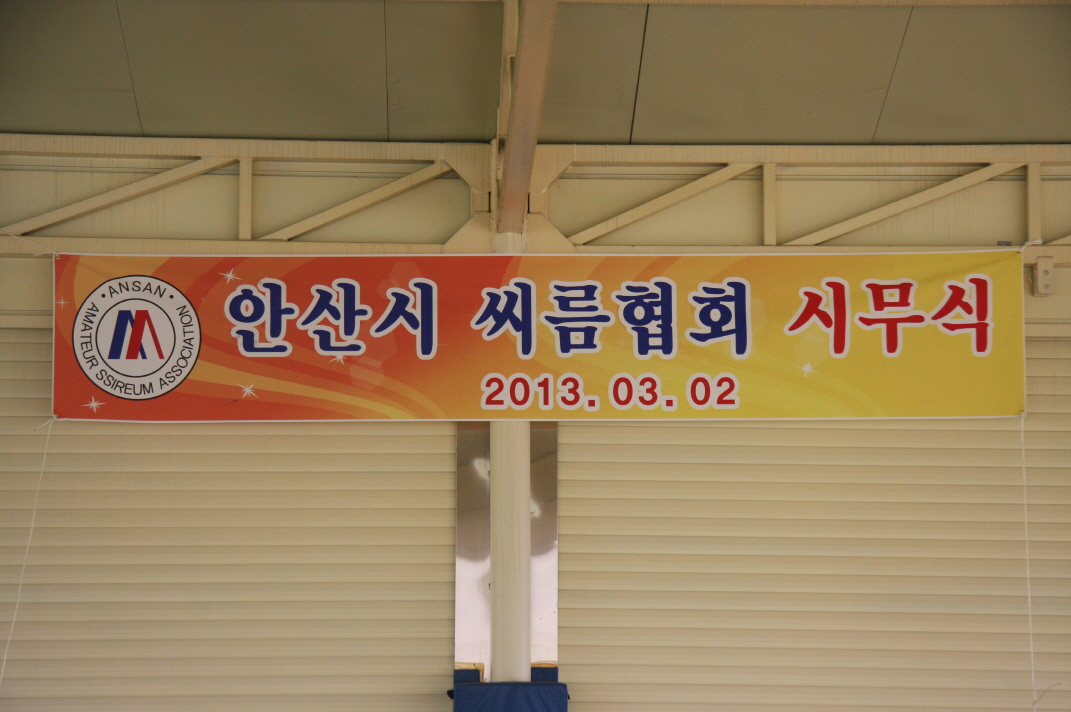 • ANSAN •
AMATEUR SSIREUM ASSOCIATION
안산시 씨름협회 시무식
2013. 03. 02